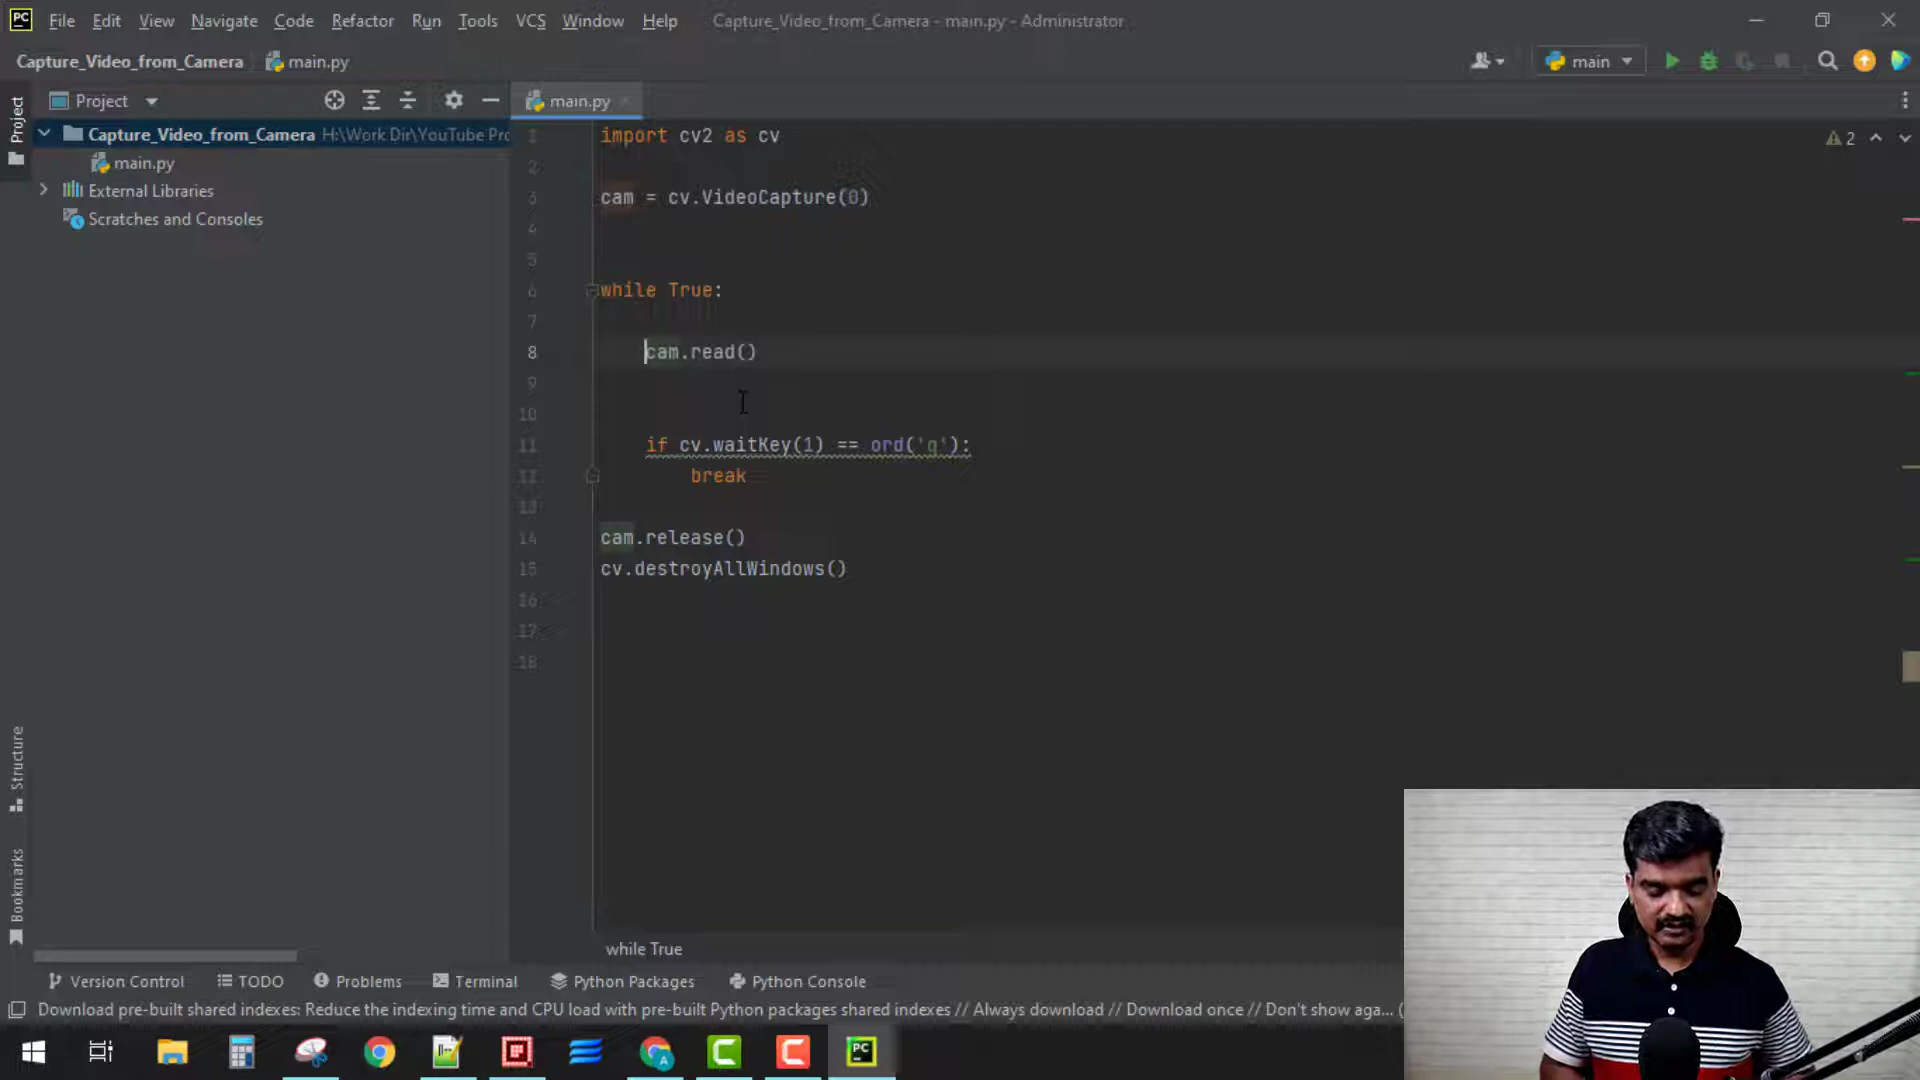 PC File Edit View Navigate Code Refactor Run Tools VCS Window Help Capture_Video_from_Camera - main.py - Administrator
Capture_Video_from_Camera main.py main
Project main.py
Project
Capture_Video_from_Camera H:\Work Dir\YouTube Prc
main.py
External Libraries
Scratches and Consoles
2
1 import cv2 as cv
2
3 cam = cv.VideoCapture(0)
4
5
6 while True:
7
8 cam.read()
9
10
11 if cv.waitKey(1) == ord('q'):
12 break
13
14 cam.release()
15 cv.destroyAllWindows()
16
17
18
Structure
Bookmarks
while True
Version Control TODO Problems Terminal Python Packages Python Console
Download pre-built shared indexes: Reduce the indexing time and CPU load with pre-built Python packages shared indexes // Always download // Download once // Don't show aga... (